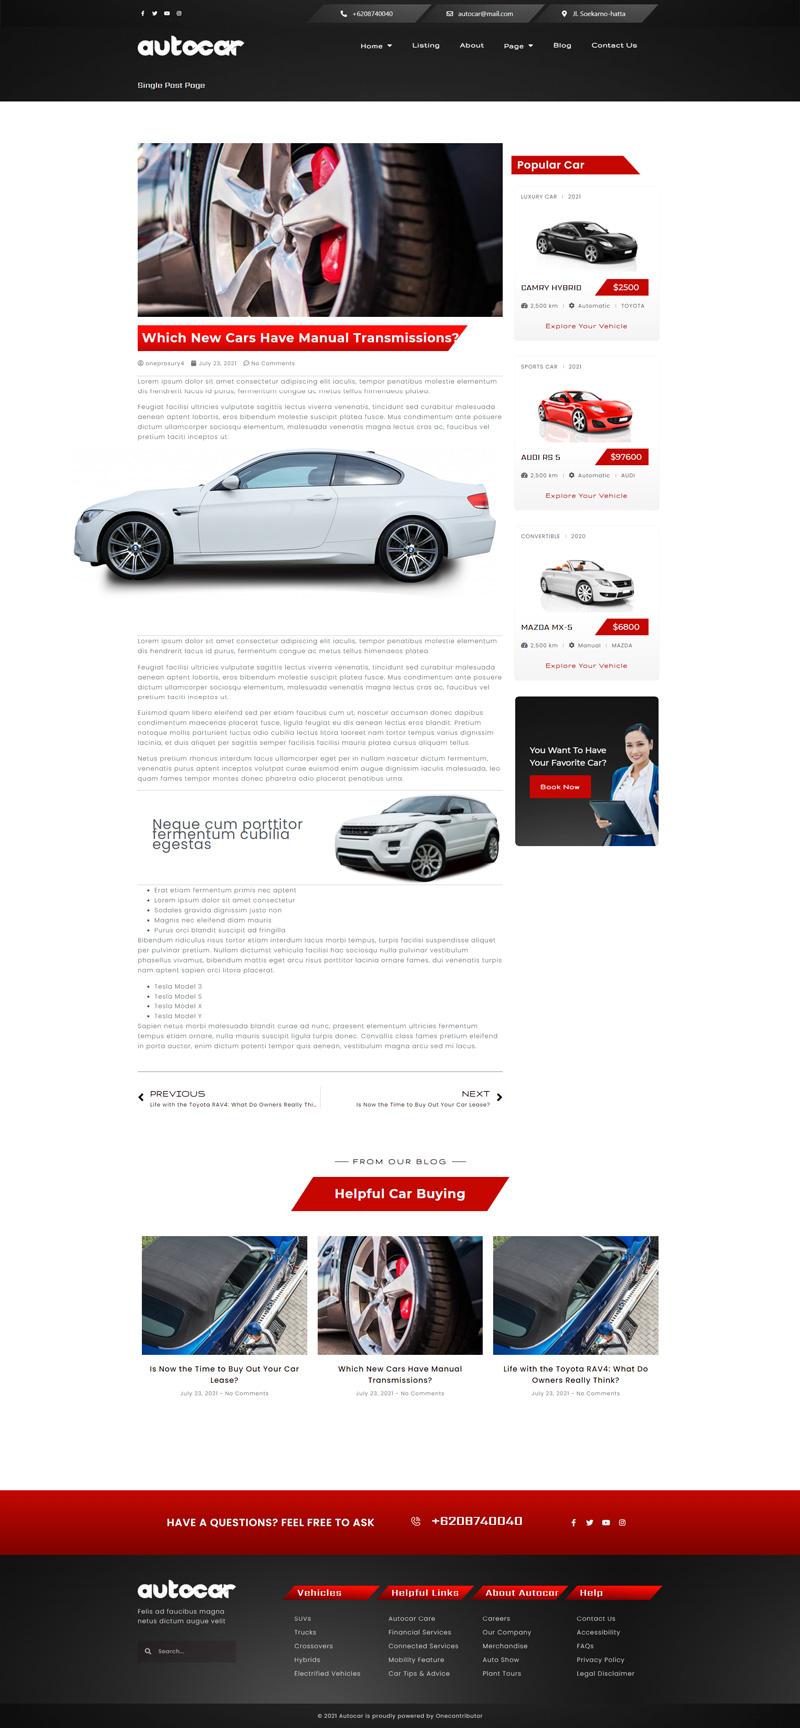 +6208740040
autocar@mail.com
Jl. Soekarno-hatta
autocar
Home
Listing
About
Page
Blog
Contact Us
Single Post Page
Which New Cars Have Manual Transmissions?
oneprosury4 July 23, 2021 No Comments
Lorem ipsum dolor sit amet consectetur adipiscing elit iaculis, tempor penatibus molestie elementum
dis hendrerit lacus id purus, fermentum congue ac metus tellus himenaeos platea.
Feugiat facilisi ultricies vulputate sagittis lectus viverra venenatis, tincidunt sed curabitur malesuada
aenean aptent lobortis, eros bibendum molestie suscipit platea fusce. Mus condimentum ante posuere
dictum ullamcorper sociosqu elementum, malesuada venenatis magna lectus cras ac, faucibus vel
pretium taciti inceptos ut.
Lorem ipsum dolor sit amet consectetur adipiscing elit iaculis, tempor penatibus molestie elementum
dis hendrerit lacus id purus, fermentum congue ac metus tellus himenaeos platea.
Feugiat facilisi ultricies vulputate sagittis lectus viverra venenatis, tincidunt sed curabitur malesuada
aenean aptent lobortis, eros bibendum molestie suscipit platea fusce. Mus condimentum ante posuere
dictum ullamcorper sociosqu elementum, malesuada venenatis magna lectus cras ac, faucibus vel
pretium taciti inceptos ut.
Euismod quam libero eleifend sed per etiam faucibus cum ut, nascetur accumsan donec dapibus
condimentum maecenas placerat fusce, ligula feugiat eu dis aenean lectus eros blandit. Pretium
natoque mollis parturient luctus odio cubilia lectus litora laoreet nam tortor tempus varius dignissim
lacinia, et duis aliquet per sagittis semper facilisis facilisi mauris platea cursus aliquam tellus.
Netus pretium rhoncus interdum lacus ullamcorper eget per in nullam nascetur dictum fermentum,
venenatis purus aptent inceptos volutpat curae euismod enim augue dignissim iaculis malesuada, leo
quam fames tempor montes donec pharetra odio placerat penatibus urna.
Neque cum porttitor
fermentum cubilia
egestas
Erat etiam fermentum primis nec aptent
Lorem ipsum dolor sit amet consectetur
Sodales gravida dignissim justo non
Magnis nec eleifend diam mauris
Purus orci blandit suscipit ad fringilla
Bibendum ridiculus risus tortor etiam interdum lacus morbi tempus, turpis facilisi suspendisse aliquet
per pulvinar pretium. Nullam dictumst vehicula facilisi hac sociosqu nulla pulvinar vestibulum
phasellus vivamus, bibendum mattis eget arcu risus porttitor lacinia ornare fames, dui venenatis turpis
nam aptent sapien orci litora placerat.
Tesla Model 3
Tesla Model S
Tesla Model X
Tesla Model Y
Sapien netus morbi malesuada blandit curae ad nunc, praesent elementum ultricies fermentum
tempus etiam ornare, nulla mauris suscipit ligula turpis donec. Convallis class fames pretium eleifend
in porta auctor, enim dictum potenti tempor quis aenean, vestibulum magna arcu sed mi lacus.
PREVIOUS
Life with the Toyota RAV4: What Do Owners Really Thi...
NEXT
Is Now the Time to Buy Out Your Car Lease?
Popular Car
LUXURY CAR | 2021
CAMRY HYBRID
$2500
2,500 km | Automatic | TOYOTA
Explore Your Vehicle
SPORTS CAR | 2021
AUDI RS 5
$97600
2,500 km | Automatic | AUDI
Explore Your Vehicle
CONVERTIBLE | 2020
MAZDA MX-5
$6800
2,500 km | Manual | MAZDA
Explore Your Vehicle
You Want To Have
Your Favorite Car?
Book Now
FROM OUR BLOG
Helpful Car Buying
Is Now the Time to Buy Out Your Car
Lease?
July 23, 2021 - No Comments
Which New Cars Have Manual
Transmissions?
July 23, 2021 - No Comments
Life with the Toyota RAV4: What Do
Owners Really Think?
July 23, 2021 - No Comments
HAVE A QUESTIONS? FEEL FREE TO ASK
+6208740040
autocar
Felis ad faucibus magna
netus dictum augue velit
Search...
Vehicles
SUVs
Trucks
Crossovers
Hybrids
Electrified Vehicles
Helpful Links
Autocar Care
Financial Services
Connected Services
Mobility Feature
Car Tips & Advice
About Autocar
Careers
Our Company
Merchandise
Auto Show
Plant Tours
Help
Contact Us
Accessibility
FAQs
Privacy Policy
Legal Disclaimer
© 2021 Autocar is proudly powered by Onecontributor